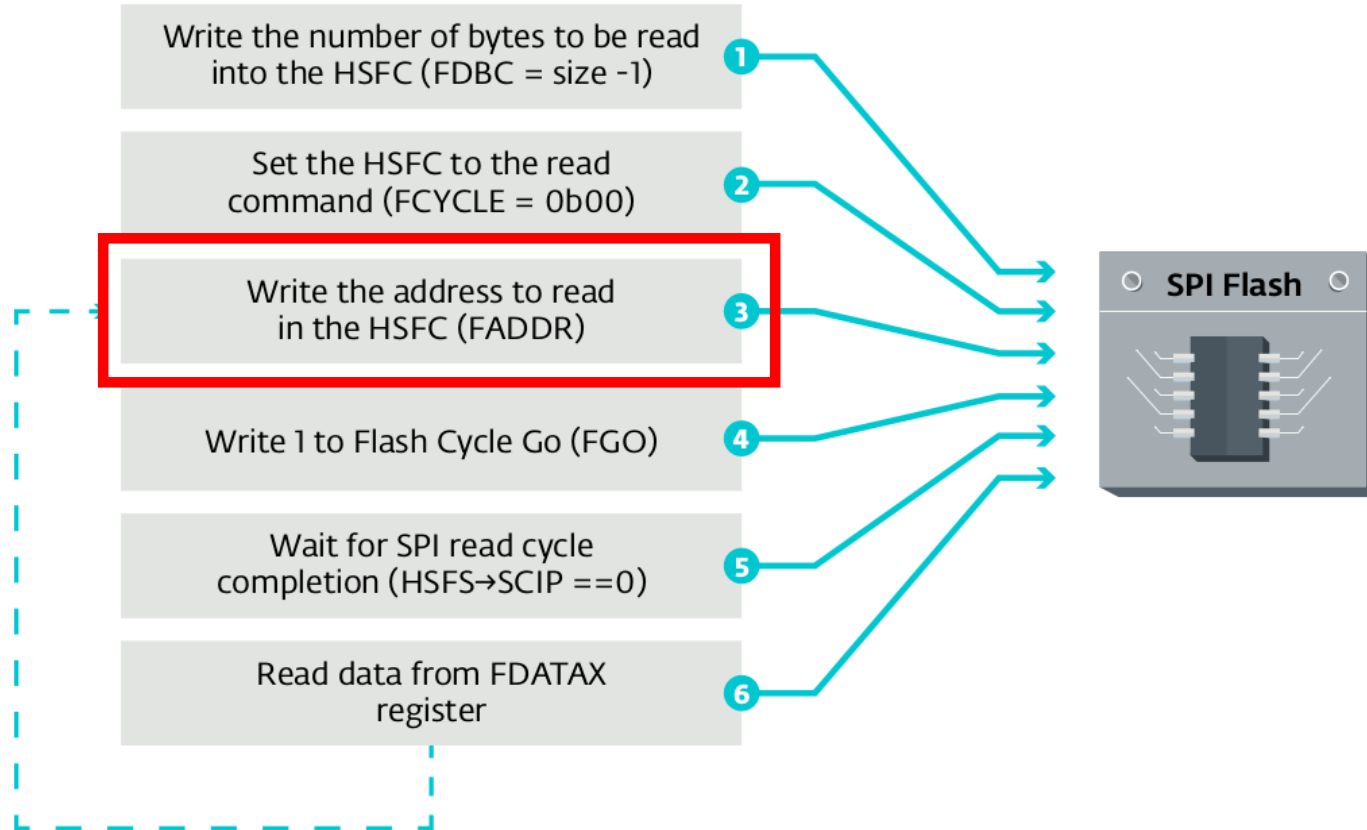 Write the number of bytes to be read
into the HSFC (FDBC = size -1)
1
Set the HSFC to the read
command (FCYCLE = 0b00)
2
Write the address to read
in the HSFC (FADDR)
3
Write 1 to Flash Cycle Go (FGO)
4
Wait for SPI read cycle
completion (HSFS→SCIP ==0)
5
Read data from FDATAX
register
6
SPI Flash